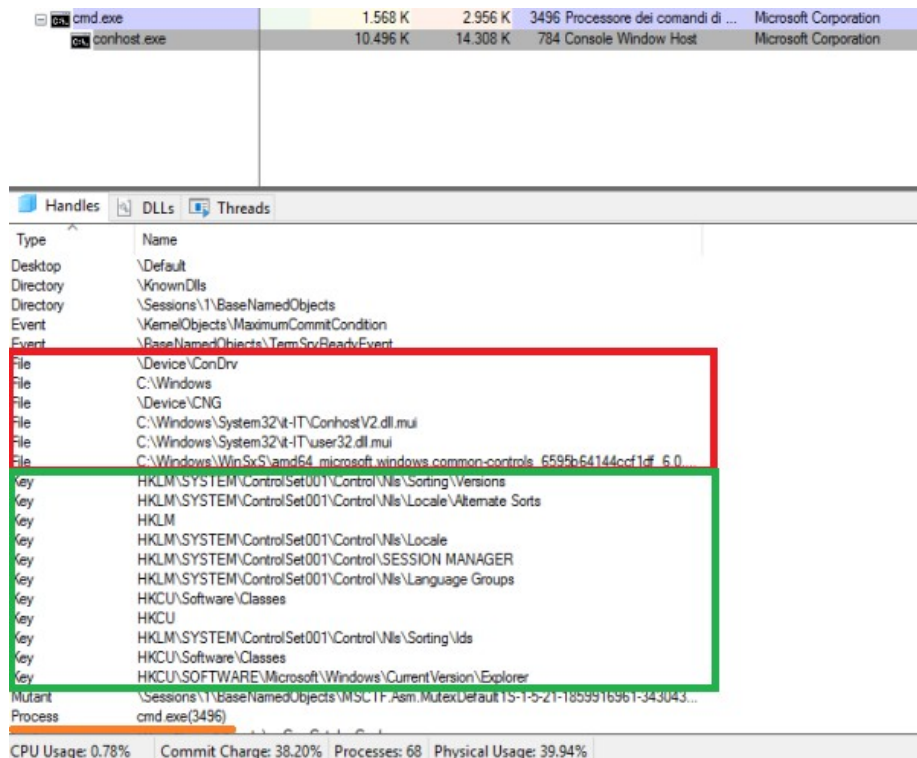 cmd.exe 1.568 K 2.956 K 3496 Processore dei comandi di ... Microsoft Corporation
conhost.exe 10.496 K 14.308 K 784 Console Window Host Microsoft Corporation
Handles DLLs Threads
Type Name
Desktop \Default
Directory \KnownDlls
Directory \Sessions\1\BaseNamedObjects
Event \KernelObjects\MaximumCommitCondition
Event \BaseNamedObjects\TermSrvReadyEvent
File \Device\ConDrv
File C:\Windows
File \Device\CNG
File C:\Windows\System32\it-IT\ConhostV2.dll.mui
File C:\Windows\System32\it-IT\user32.dll.mui
File C:\Windows\WinSxS\amd64_microsoft.windows.common-controls_6595b64144ccf1df_6.0....
Key HKLM\SYSTEM\ControlSet001\Control\Nls\Sorting\Versions
Key HKLM\SYSTEM\ControlSet001\Control\Nls\Locale\Alternate Sorts
Key HKLM
Key HKLM\SYSTEM\ControlSet001\Control\Nls\Locale
Key HKLM\SYSTEM\ControlSet001\Control\SESSION MANAGER
Key HKLM\SYSTEM\ControlSet001\Control\Nls\Language Groups
Key HKCU\Software\Classes
Key HKCU
Key HKLM\SYSTEM\ControlSet001\Control\Nls\Sorting\Ids
Key HKCU\Software\Classes
Key HKCU\SOFTWARE\Microsoft\Windows\CurrentVersion\Explorer
Mutant \Sessions\1\BaseNamedObjects\MSCTF.Asm.MutexDefault1S-1-5-21-1859916961-343043...
Process cmd.exe(3496)
CPU Usage: 0.78% Commit Charge: 38.20% Processes: 68 Physical Usage: 39.94%